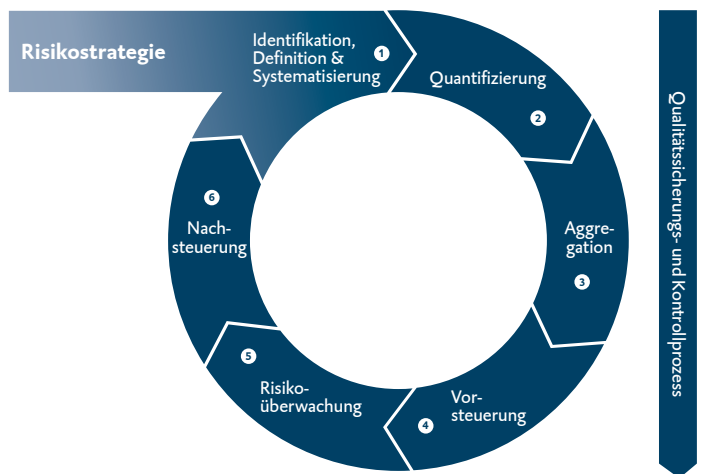 Risikostrategie
Identifikation,
Definition &
Systematisierung
1
Quantifizierung
2
Aggre-
gation
3
Vor-
steuerung
4
5
Risiko-
überwachung
6
Nach-
steuerung
Qualitätssicherungs- und Kontrollprozess